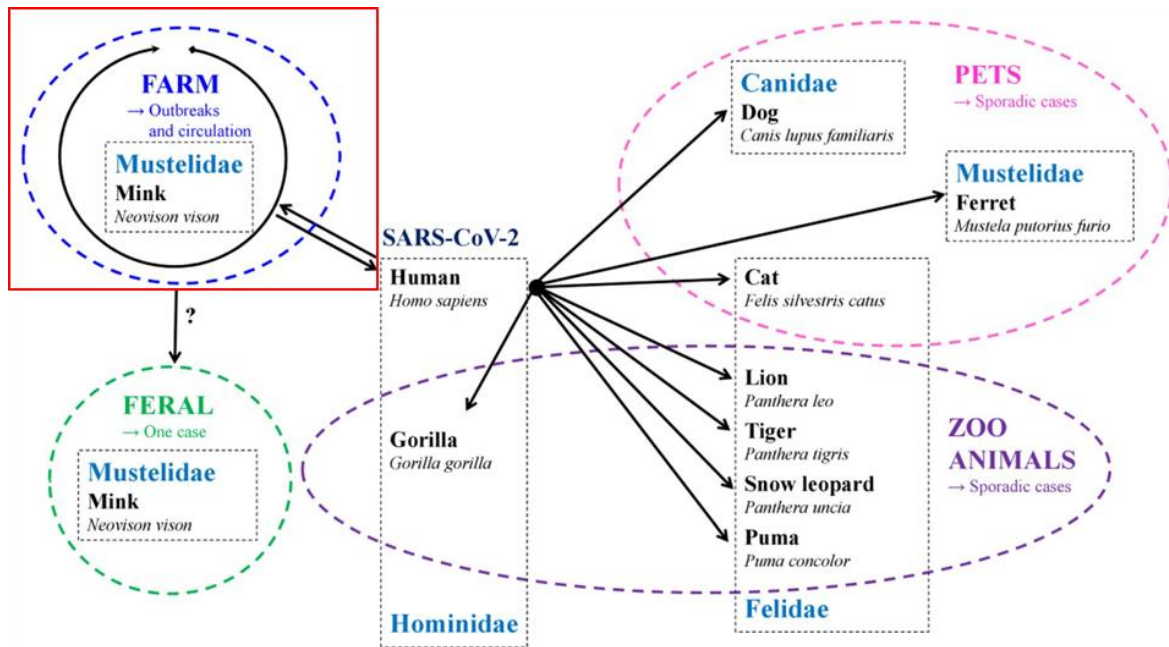 FARM
→ Outbreaks
and circulation
Mustelidae
Mink
Neovison vison
?
FERAL
→ One case
Mustelidae
Mink
Neovison vison
SARS-CoV-2
Human
Homo sapiens
Gorilla
Gorilla gorilla
Hominidae
Canidae
Dog
Canis lupus familiaris
PETS
→ Sporadic cases
Mustelidae
Ferret
Mustela putorius furio
Cat
Felis silvestris catus
Lion
Panthera leo
Tiger
Panthera tigris
Snow leopard
Panthera uncia
Puma
Puma concolor
Felidae
ZOO
ANIMALS
→ Sporadic cases